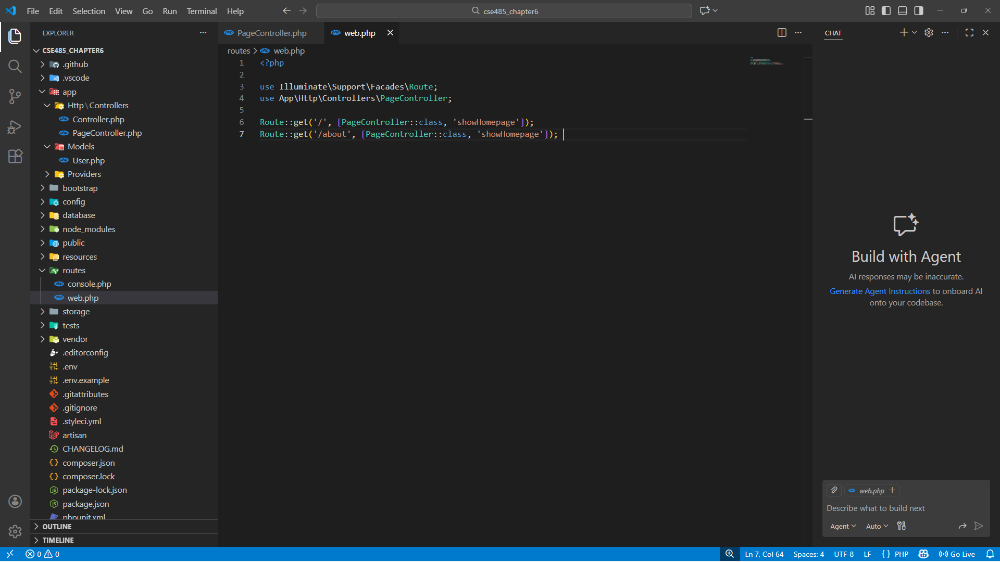 File Edit Selection View Go Run Terminal Help
cse485_chapter6
EXPLORER
CSE485_CHAPTER6
.github
.vscode
app
Http\Controllers
Controller.php
PageController.php
Models
User.php
Providers
bootstrap
config
database
node_modules
public
resources
routes
console.php
web.php
storage
tests
vendor
.editorconfig
.env
.env.example
.gitattributes
.gitignore
.styleci.yml
artisan
CHANGELOG.md
composer.json
composer.lock
package-lock.json
package.json
phpunit.xml
OUTLINE
TIMELINE
PageController.php web.php
routes > web.php
1 <?php
2
3 use Illuminate\Support\Facades\Route;
4 use App\Http\Controllers\PageController;
5
6 Route::get('/', [PageController::class, 'showHomepage']);
7 Route::get('/about', [PageController::class, 'showHomepage']);
CHAT
Build with Agent
AI responses may be inaccurate.
Generate Agent Instructions to onboard AI
onto your codebase.
web.php
Describe what to build next
Agent Auto
0 0
Ln 7, Col 64 Spaces: 4 UTF-8 LF {} PHP Go Live